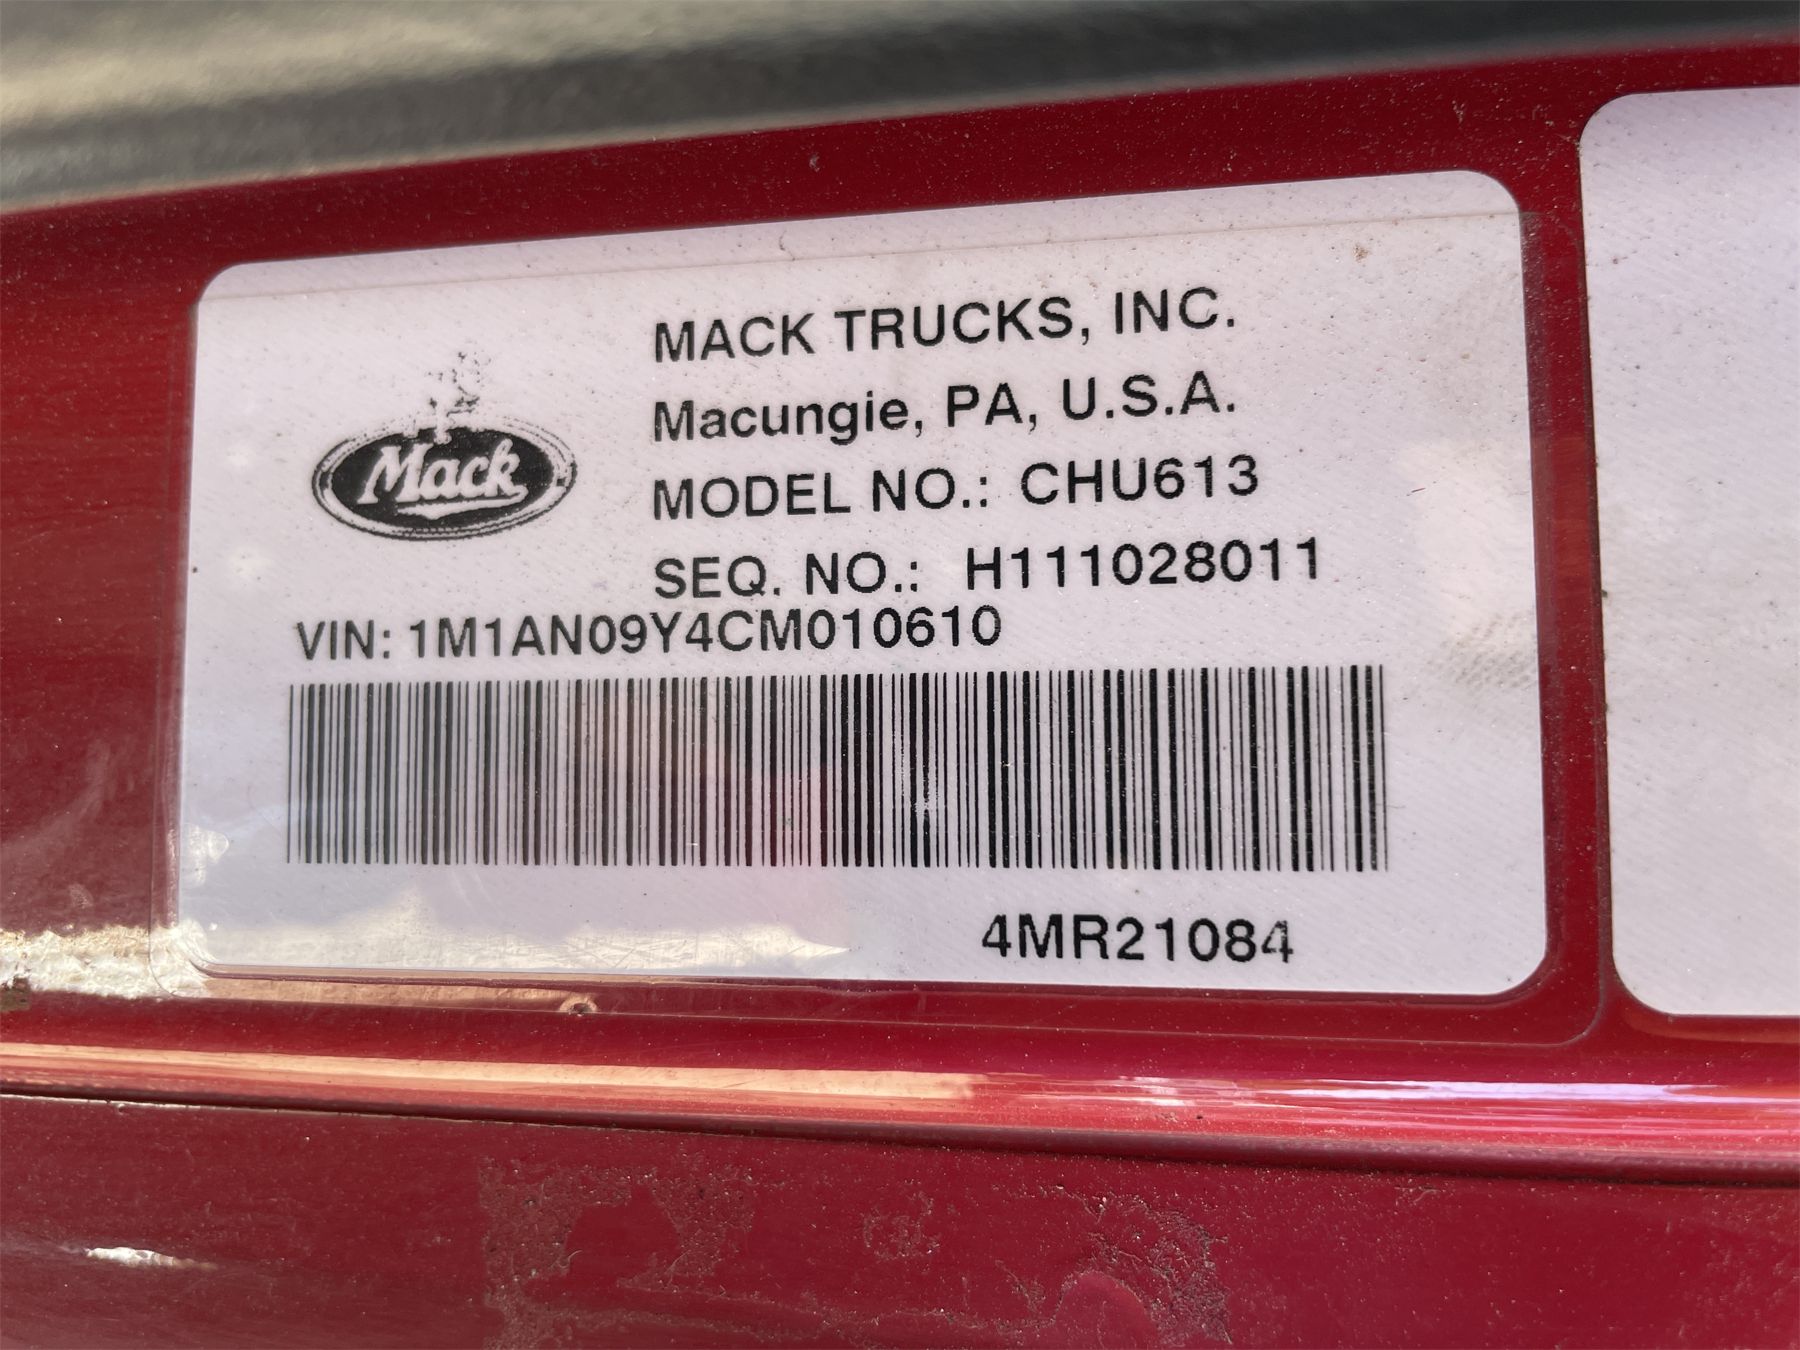 MACK TRUCKS, INC.
Macungie, PA, U.S.A.
Mack
MODEL NO.: CHU613
SEQ. NO.: H111028011
VIN: 1M1AN09Y4CM010610
4MR21084